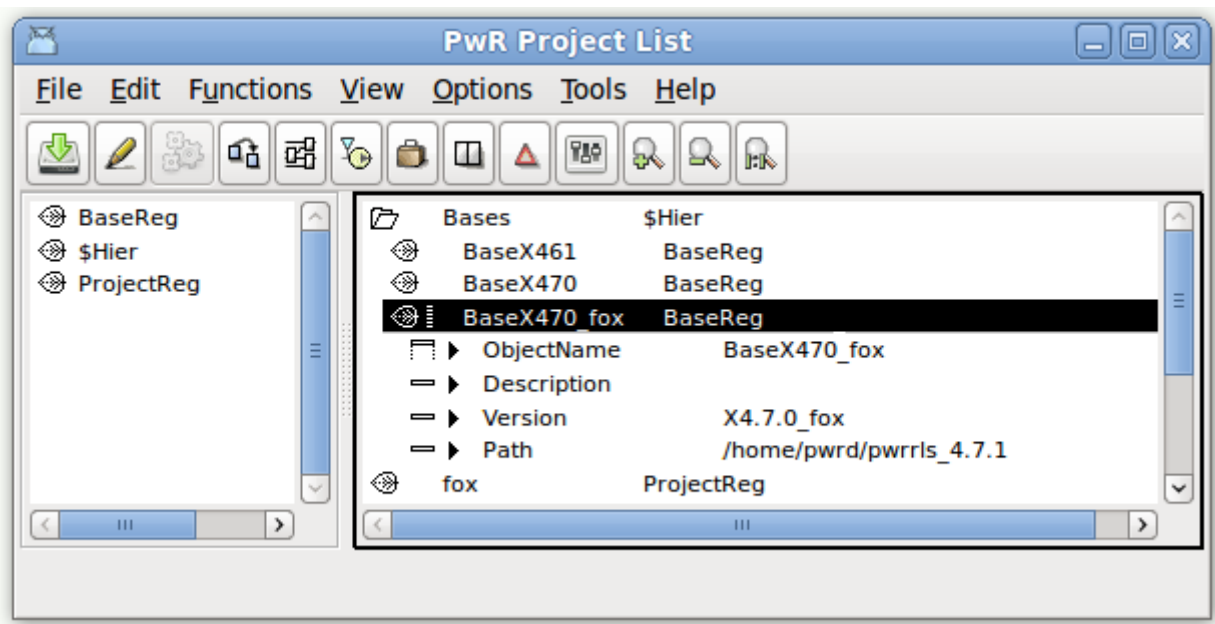 PwR Project List
File Edit Functions View Options Tools Help
BaseReg
$Hier
ProjectReg
Bases $Hier
BaseX461 BaseReg
BaseX470 BaseReg
BaseX470_fox BaseReg
ObjectName BaseX470_fox
Description
Version X4.7.0_fox
Path /home/pwrd/pwrrls_4.7.1
fox ProjectReg